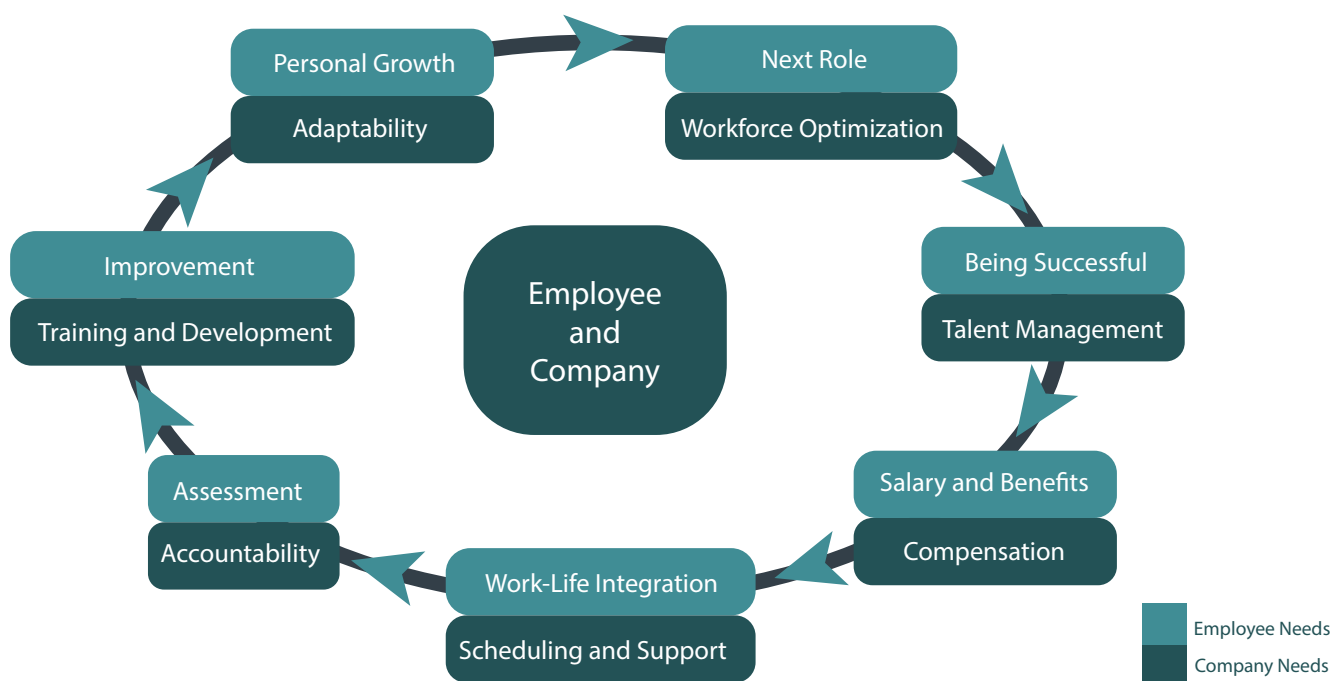 Personal Growth
Adaptability
Next Role
Workforce Optimization
Being Successful
Talent Management
Salary and Benefits
Compensation
Work-Life Integration
Scheduling and Support
Assessment
Accountability
Improvement
Training and Development
Employee
and
Company
Employee Needs
Company Needs